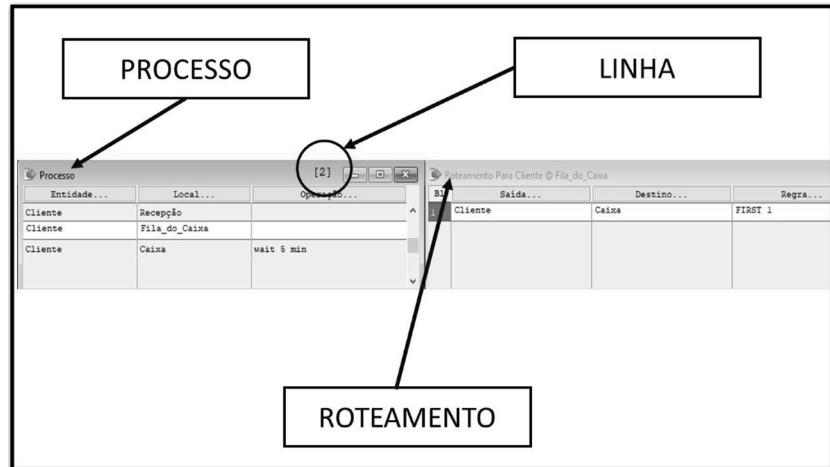 PROCESSO
LINHA
Processo
[2]
Roteamento Para Cliente @ Fila_do_Caixa
Entidade... Local... Operação...
Bl Saída... Destino... Regra...
Cliente Recepção
1 Cliente Caixa FIRST 1
Cliente Fila_do_Caixa
Cliente Caixa wait 5 min
ROTEAMENTO